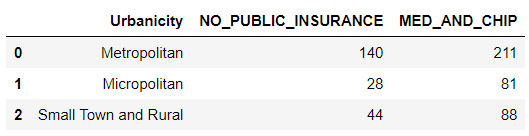 Urbanicity NO_PUBLIC_INSURANCE MED_AND_CHIP
0 Metropolitan 140 211
1 Micropolitan 28 81
2 Small Town and Rural 44 88